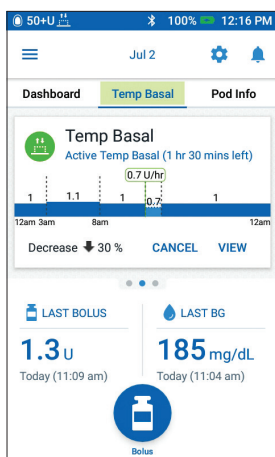 50+U 100% 12:16 PM
Jul 2
Dashboard Temp Basal Pod Info
Temp Basal
Active Temp Basal (1 hr 30 mins left)
0.7 U/hr
1 1.1 1 0.7 1
12am 3am 8am 12am
Decrease 30 % CANCEL VIEW
LAST BOLUS LAST BG
1.3 U 185 mg/dL
Today (11:09 am) Today (11:04 am)
Bolus